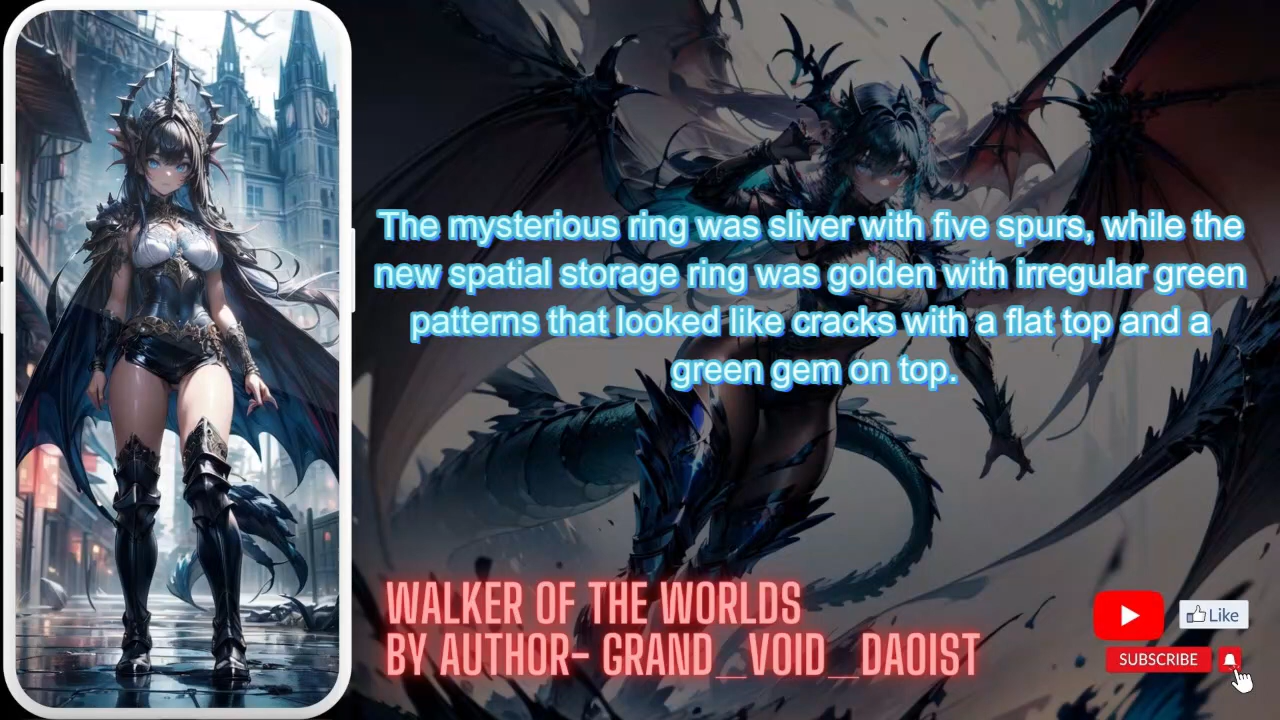 The mysterious ring was sliver with five spurs, while the
new spatial storage ring was golden with irregular green
patterns that looked like cracks with a flat top and a
green gem on top.
WALKER OF THE WORLDS
BY AUTHOR- GRAND_VOID_DAOIST
Like
SUBSCRIBE